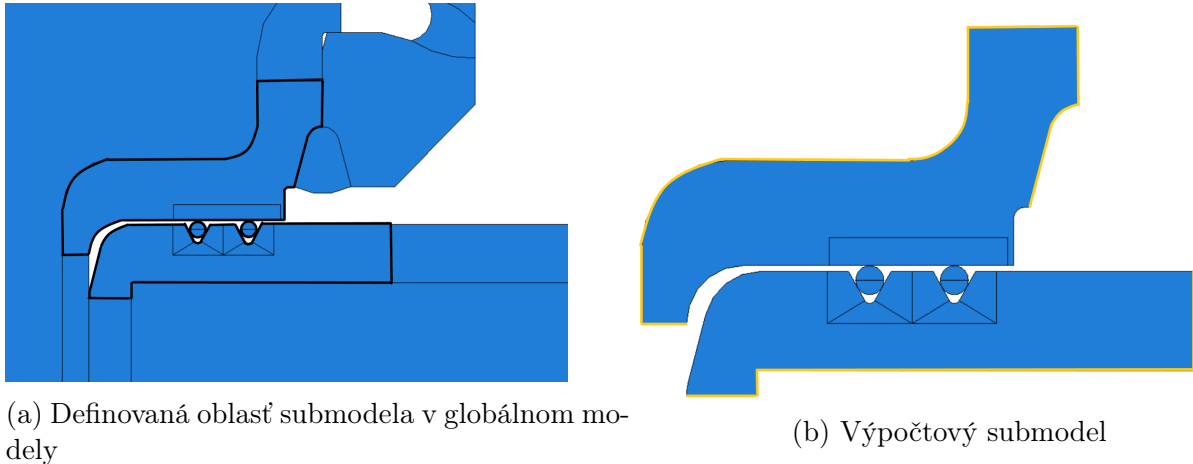 (a) Definovaná oblasť submodela v globálnom mo-
dely
(b) Výpočtový submodel